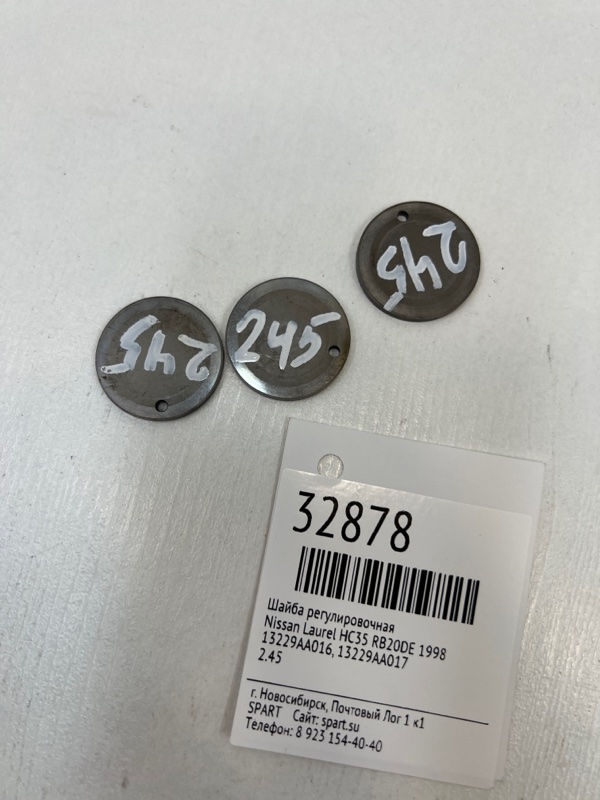 245
245
245
32878
Шайба регулировочная
Nissan Laurel HC35 RB20DE 1998
13229AA016, 13229AA017
2.45
г. Новосибирск, Почтовый Лог 1 к1
SPART Сайт: spart.su
Телефон: 8 923 154-40-40